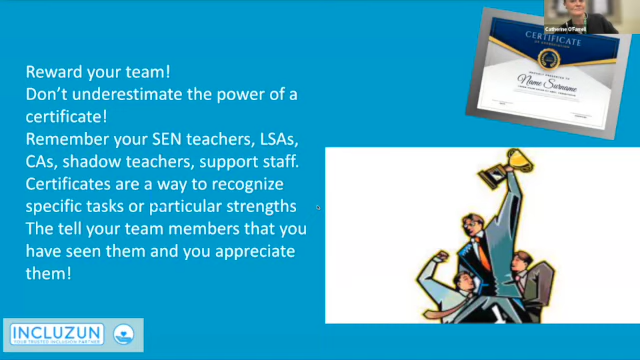 Reward your team!
Don't underestimate the power of a
certificate!
Remember your SEN teachers, LSAs,
CAs, shadow teachers, support staff.
Certificates are a way to recognize
specific tasks or particular strengths
The tell your team members that you
have seen them and you appreciate
them!
CERTIFICATE
Name Surname
INCLUZUN
YOUR TRUSTED INCLUSION PARTNER